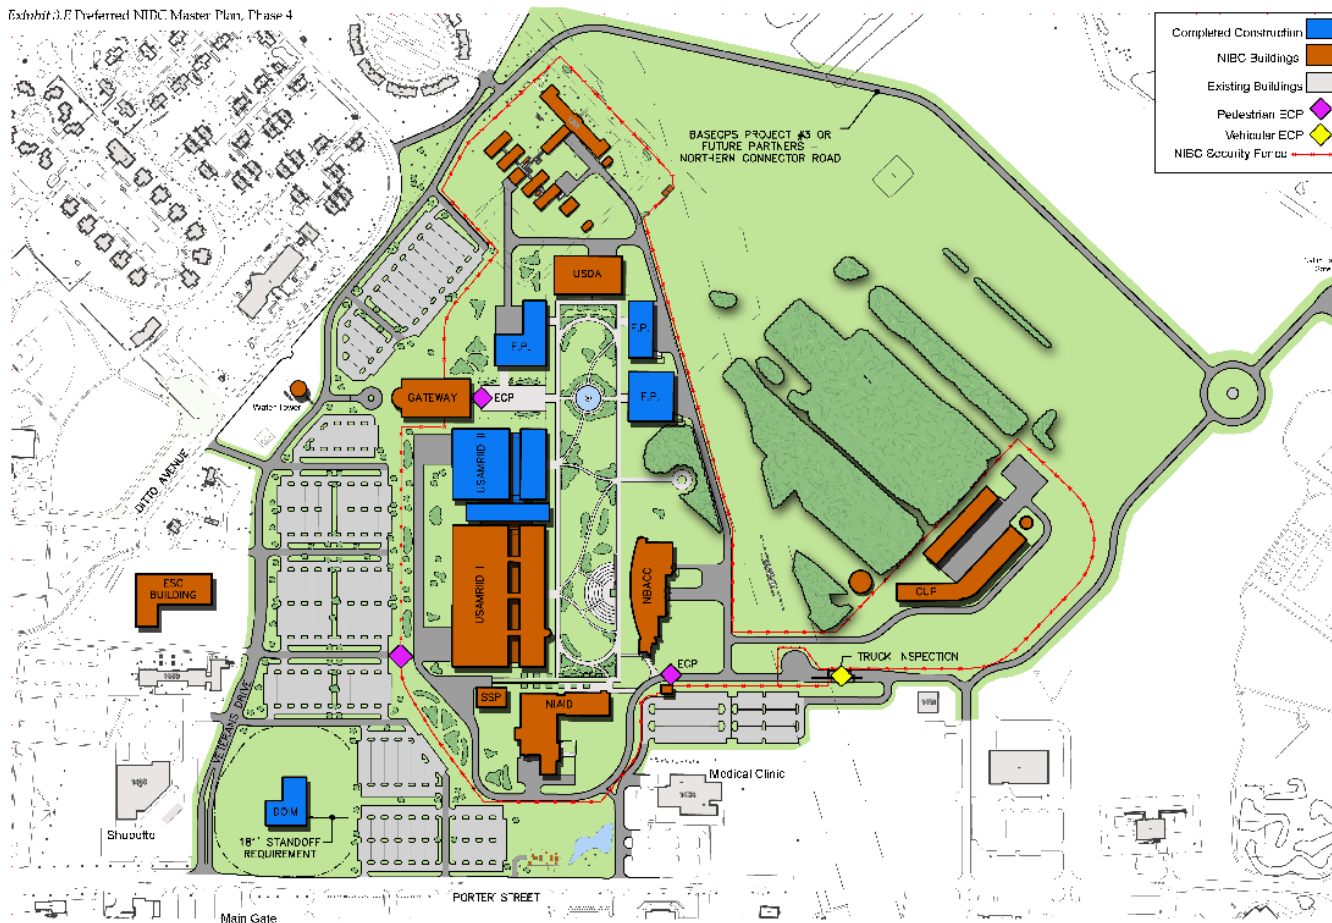 Exhibit 3.E Preferred NIBC Master Plan, Phase 4
Completed Construction
NIBC Buildings
Existing Buildings
Pedestrian ECP
Vehicular ECP
NIBC Security Fence
BASECPS PROJECT #3 OR
FUTURE PARTNERS –
NORTHERN CONNECTOR ROAD
USDA
F.P.
F.P.
F.P.
GATEWAY
ECP
Water Tower
DITTO AVENUE
USAMRIID II
USAMRIID I
ESC
BUILDING
NBACC
CUP
ECP
TRUCK INSPECTION
SSP
NIAID
VETERANS DRIVE
Medical Clinic
DOIM
STANDOFF
REQUIREMENT
PORTER STREET
Main Gate